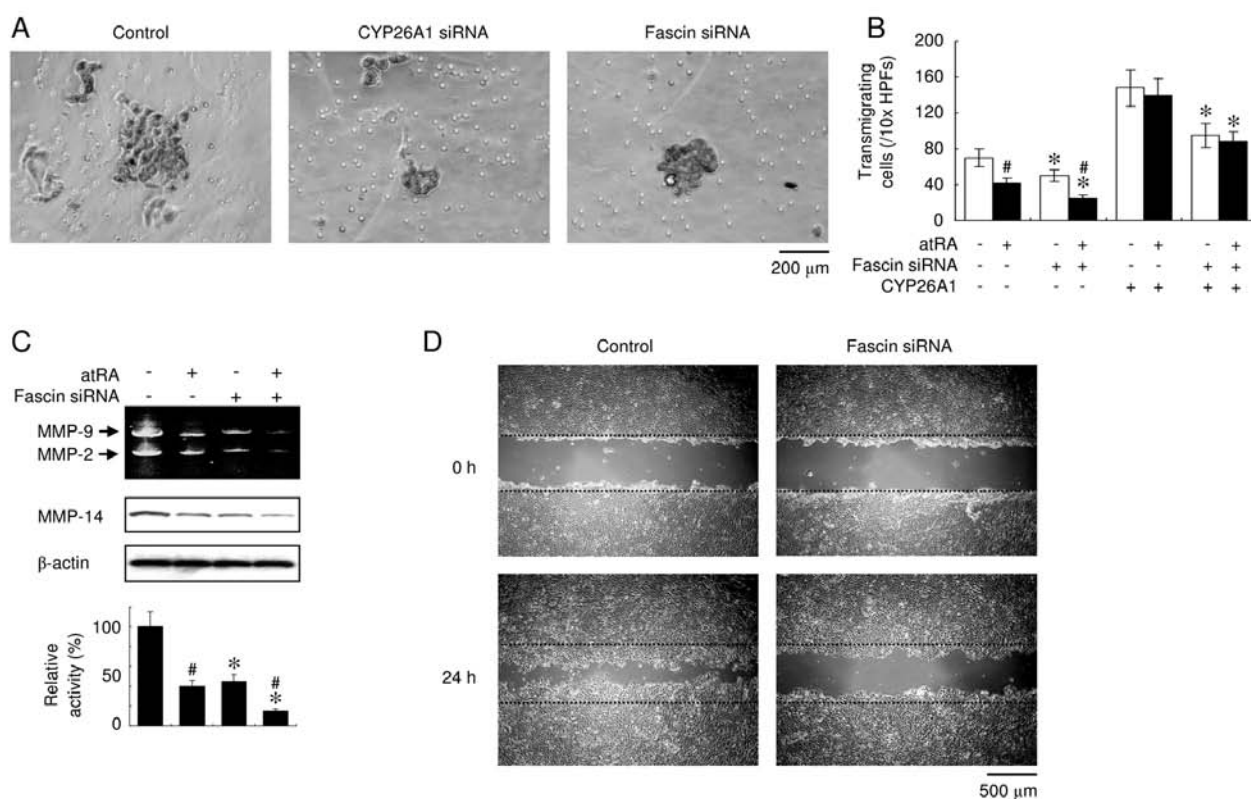 A
Control
CYP26A1 siRNA
Fascin siRNA
200 μm
B
Transmigrating
cells (/10x HPFs)
200
160
120
80
40
0
# * # * * *
atRA - + - + - + - +
Fascin siRNA - - + + - - + +
CYP26A1 - - - - + + + +
C
atRA - + - +
Fascin siRNA - - + +
MMP-9
MMP-2
MMP-14
β-actin
Relative
activity (%)
100
50
0
# * # *
D
Control
Fascin siRNA
0 h
24 h
500 μm